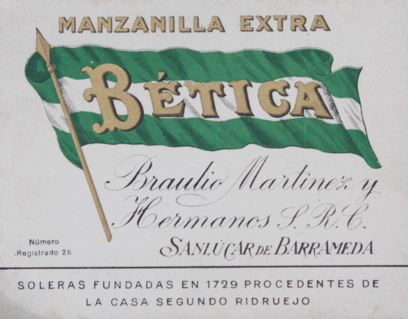 MANZANILLA EXTRA
BÉTICA
Braulio Martinez y
Hermanos S. R. C.
SANLÚCAR DE BARRAMEDA
Número
Registrado 26
SOLERAS FUNDADAS EN 1729 PROCEDENTES DE
LA CASA SEGUNDO RIDRUEJO